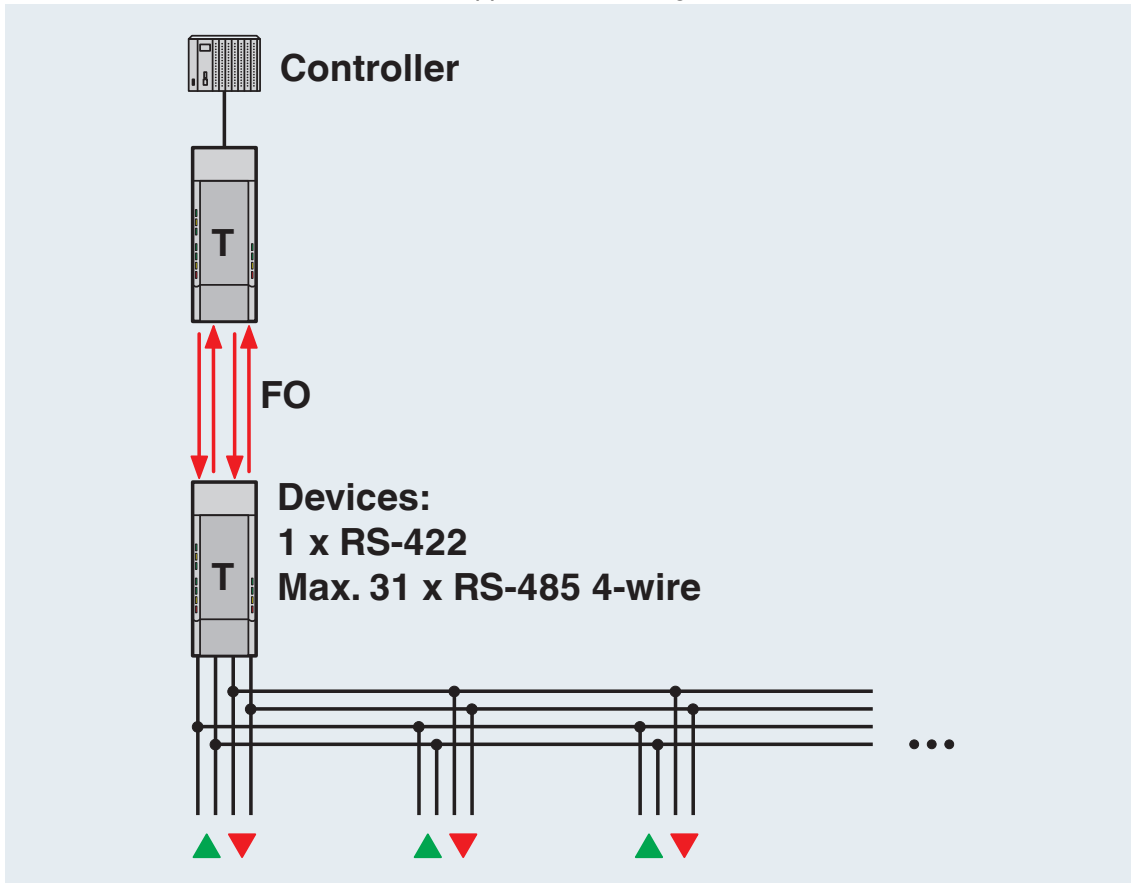 Controller
T
FO
Devices:
1 x RS-422
Max. 31 x RS-485 4-wire
T